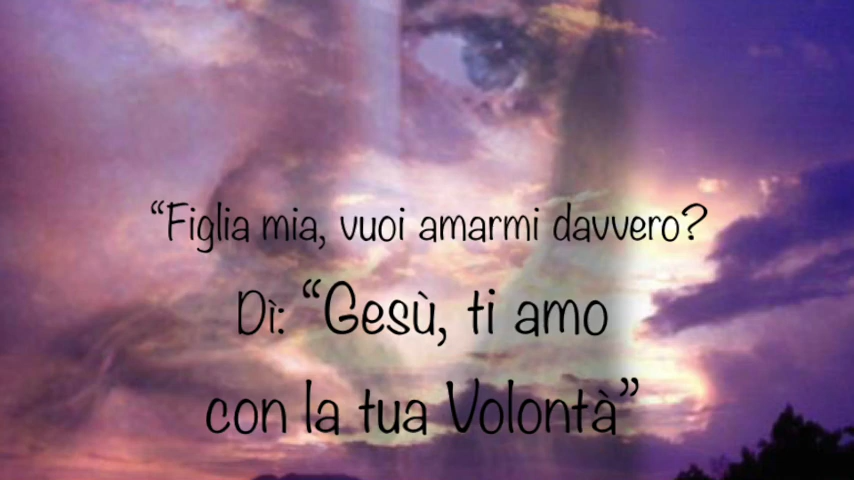 “Figlia mia, vuoi amarmi davvero?
Dì: “Gesù, ti amo
con la tua Volontà”